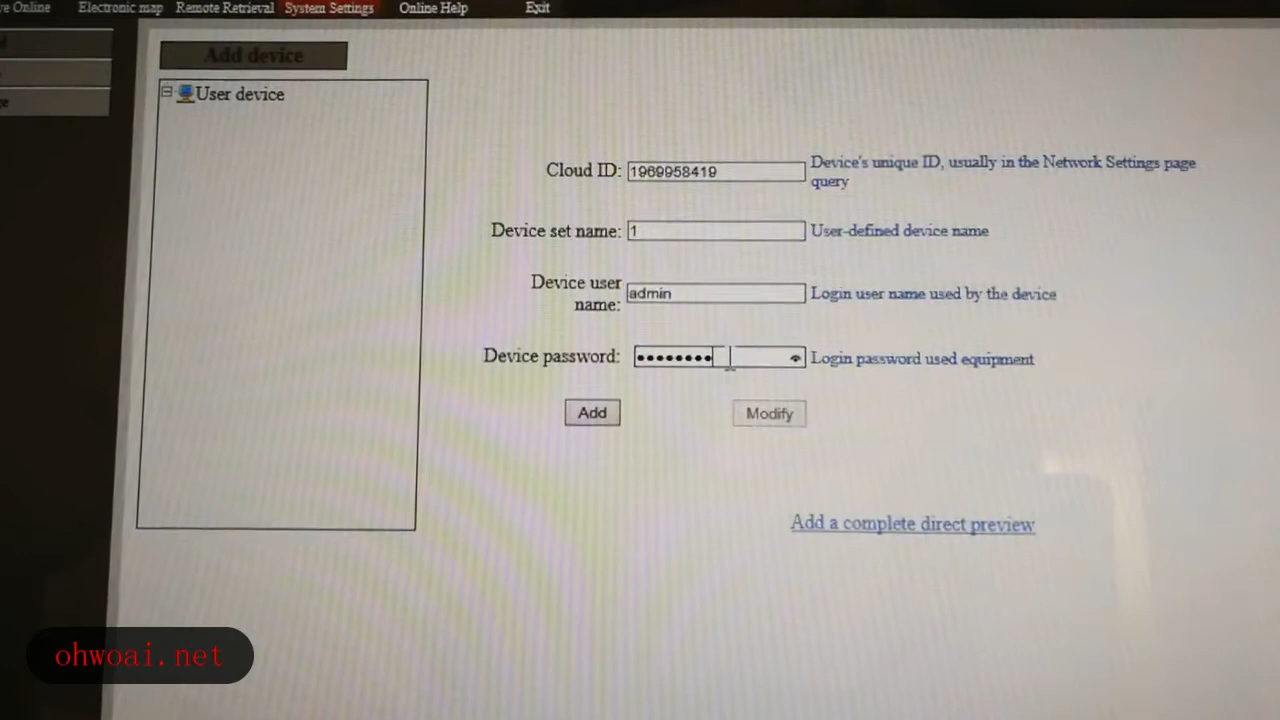 Online Electronic map Remote Retrieval System Settings Online Help Exit
Add device
User device
Cloud ID: 1969958419 Device's unique ID, usually in the Network Settings page
query
Device set name: 1 User-defined device name
Device user
name: admin Login user name used by the device
Device password: •••••••• Login password used equipment
Add Modify
Add a complete direct preview
ohwoai.net